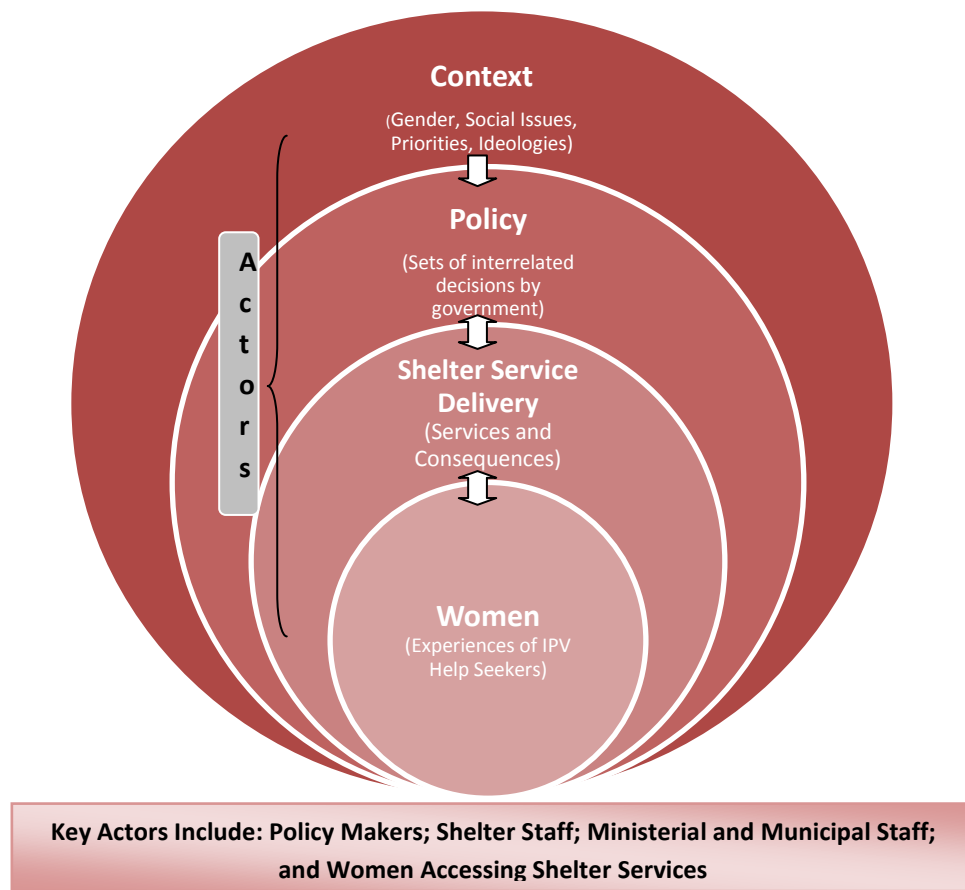 Context
(Gender, Social Issues,
Priorities, Ideologies)
Policy
(Sets of interrelated
decisions by
government)
Shelter Service
Delivery
(Services and
Consequences)
Women
(Experiences of IPV
Help Seekers)
A
c
t
o
r
s
Key Actors Include: Policy Makers; Shelter Staff; Ministerial and Municipal Staff;
and Women Accessing Shelter Services